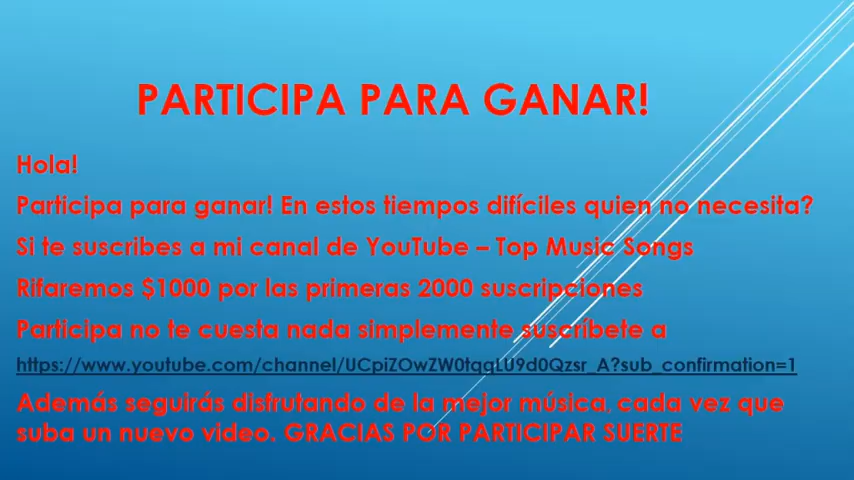 PARTICIPA PARA GANAR!
Hola!
Participa para ganar! En estos tiempos difíciles quien no necesita?
Si te suscribes a mi canal de YouTube – Top Music Songs
Rifaremos $1000 por las primeras 2000 suscripciones
Participa no te cuesta nada simplemente suscríbete a
https://www.youtube.com/channel/UCpiZOwZW0tqqLU9d0Qzsr_A?sub_confirmation=1
Además seguirás disfrutando de la mejor música, cada vez que
suba un nuevo video. GRACIAS POR PARTICIPAR SUERTE